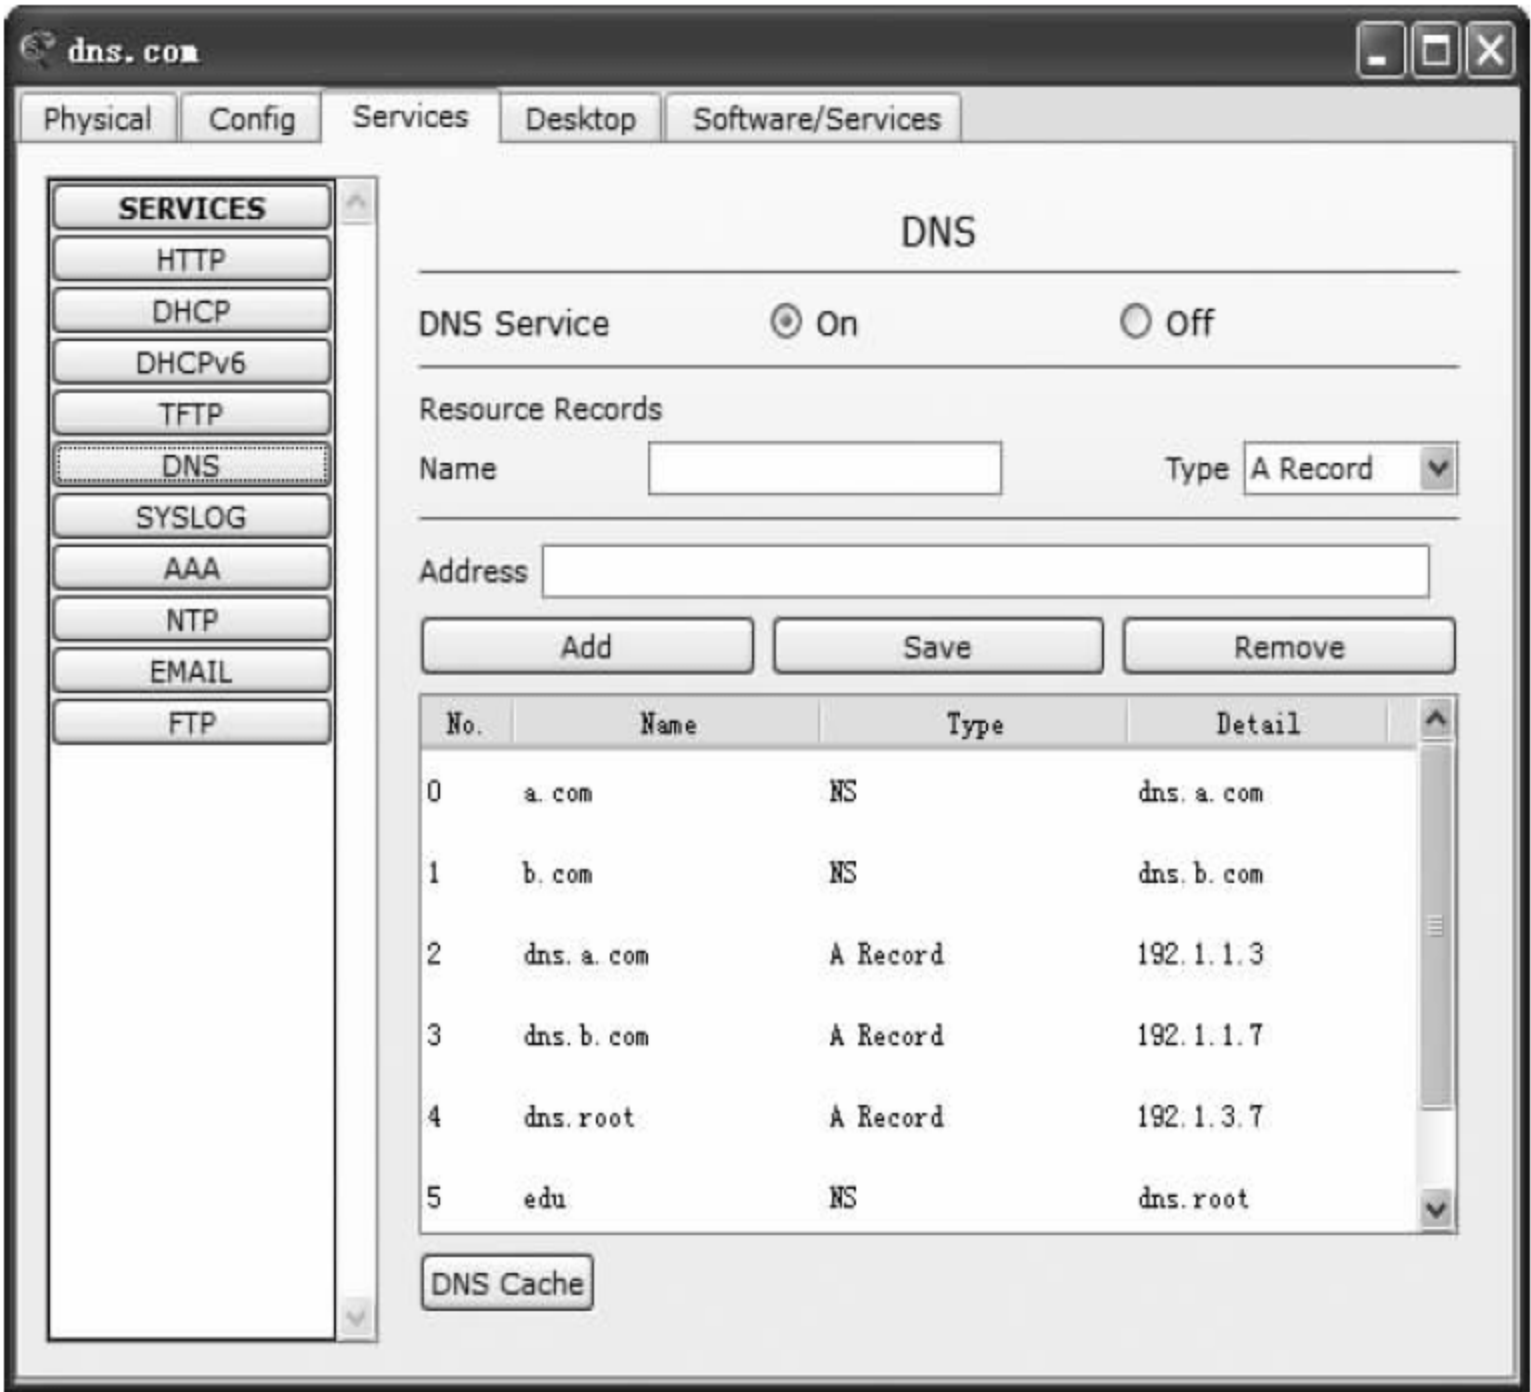 dns.com
Physical Config Services Desktop Software/Services
SERVICES
HTTP
DHCP
DHCPv6
TFTP
DNS
SYSLOG
AAA
NTP
EMAIL
FTP
DNS
DNS Service On Off
Resource Records
Name Type A Record
Address
Add Save Remove
No. Name Type Detail
0 a.com NS dns.a.com
1 b.com NS dns.b.com
2 dns.a.com A Record 192.1.1.3
3 dns.b.com A Record 192.1.1.7
4 dns.root A Record 192.1.3.7
5 edu NS dns.root
DNS Cache